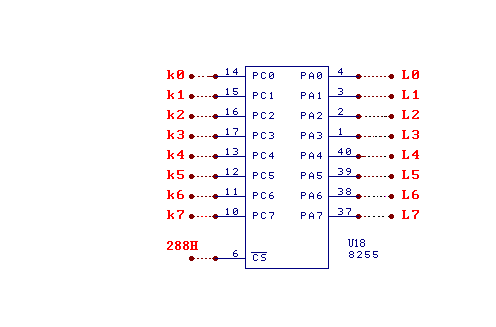 k0 14 PC0 PA0 4 L0
k1 15 PC1 PA1 3 L1
k2 16 PC2 PA2 2 L2
k3 17 PC3 PA3 1 L3
k4 13 PC4 PA4 40 L4
k5 12 PC5 PA5 39 L5
k6 11 PC6 PA6 38 L6
k7 10 PC7 PA7 37 L7
288H
6 CS
U18
8255